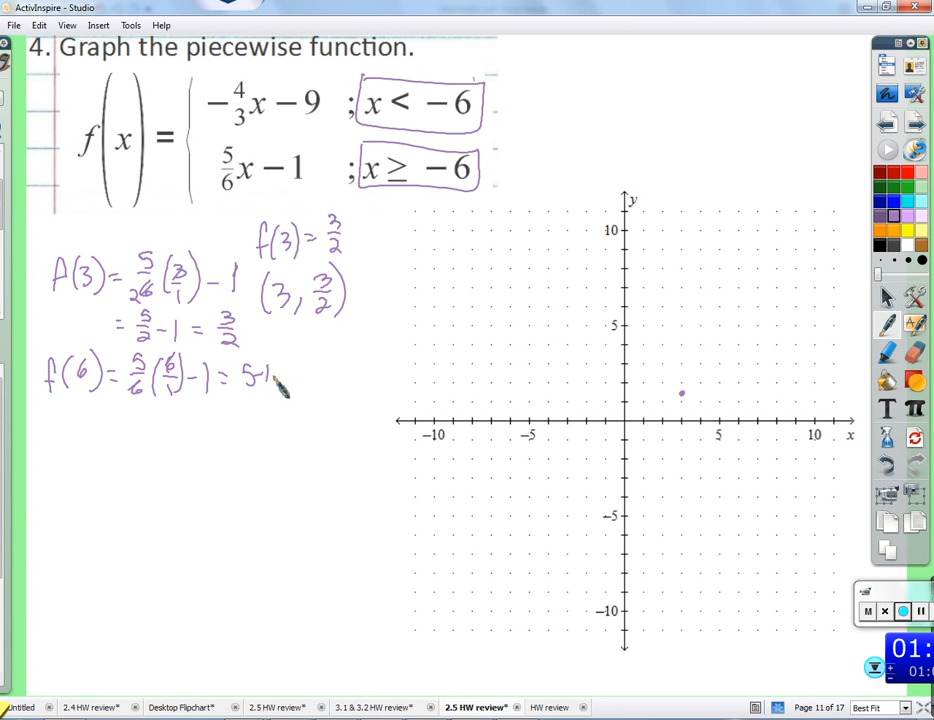 ActivInspire - Studio
File Edit View Insert Tools Help
4. Graph the piecewise function.
f(x) = { -4/3x - 9 ; x < -6
5/6x - 1 ; x ≥ -6
f(3) = 3/2
f(3) = 5/6 (3/1) - 1 (3, 3/2)
2
= 5/2 - 1 = 3/2
f(6) = 5/6 (6/1) - 1 = 5-1
y
10
5
-10 -5 5 10 x
-5
-10
M
01:
01:0
Untitled 2.4 HW review* Desktop Flipchart* 2.5 HW review* 3.1 & 3.2 HW review* 2.5 HW review* HW review Page 11 of 17 Best Fit